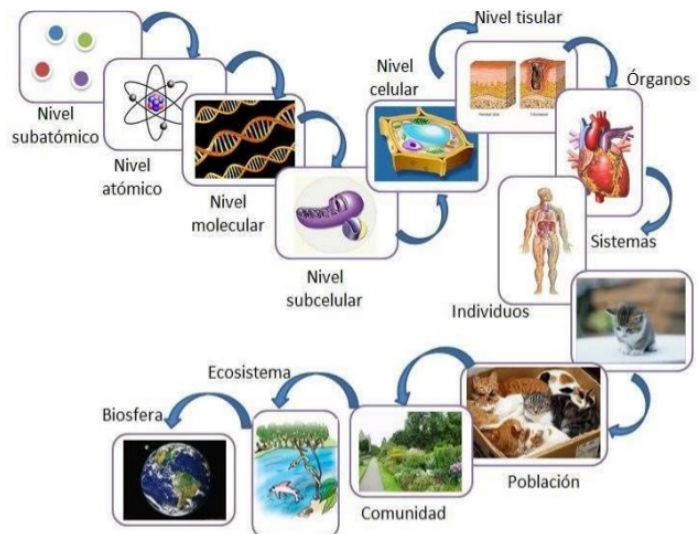 Nivel
subatómico
Nivel
atómico
Nivel
molecular
Nivel
subcelular
Nivel
celular
Nivel tisular
Órganos
Sistemas
Individuos
Población
Comunidad
Ecosistema
Biosfera